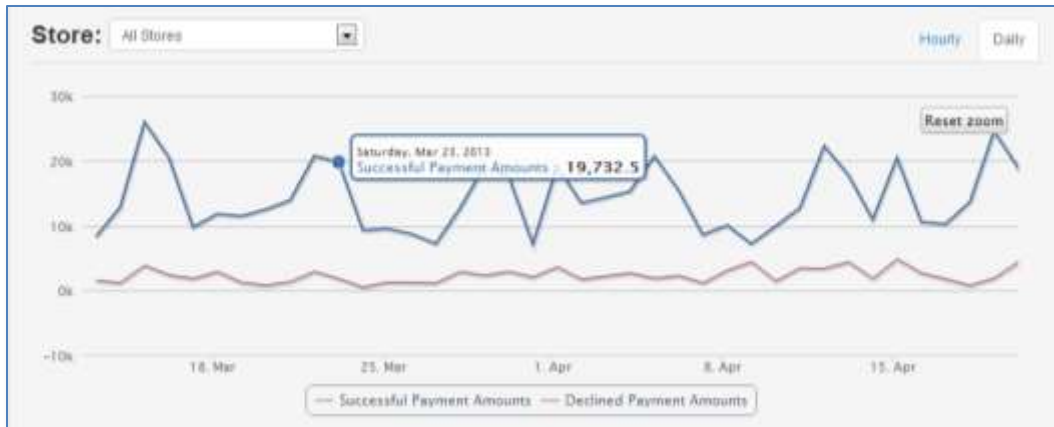 Store: All Stores Hourly Daily
30k
Reset zoom
Saturday, Mar 23, 2013
20k
Successful Payment Amounts : 19,732.5
10k
0k
-10k
18. Mar 25. Mar 1. Apr 8. Apr 15. Apr
Successful Payment Amounts Declined Payment Amounts